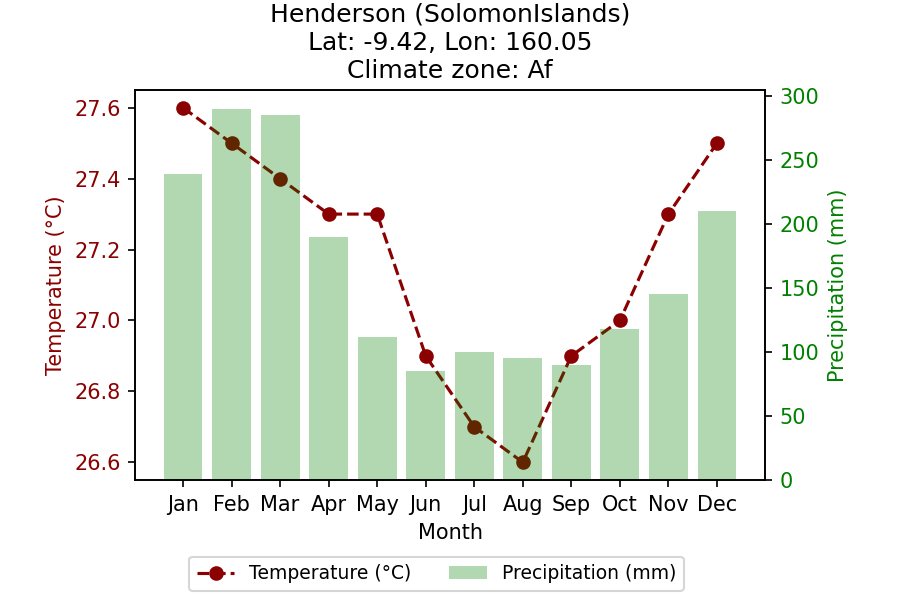 Henderson (SolomonIslands)
Lat: -9.42, Lon: 160.05
Climate zone: Af
27.6
27.4
27.2
27.0
26.8
26.6
Temperature (°C)
300
250
200
150
100
50
0
Precipitation (mm)
Jan Feb Mar Apr May Jun Jul Aug Sep Oct Nov Dec
Month
Temperature (°C) Precipitation (mm)